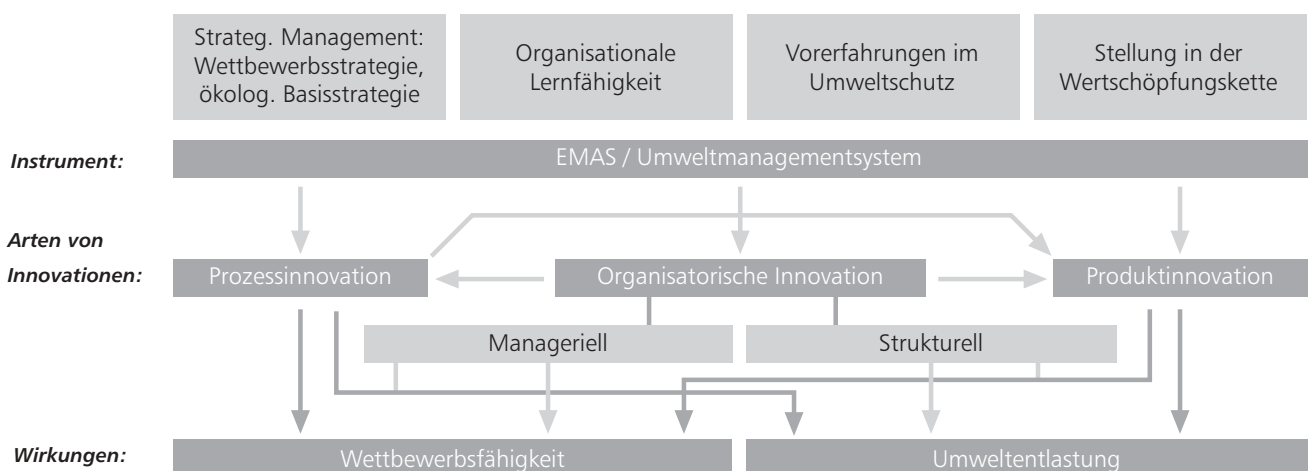 Strateg. Management:
Wettbewerbsstrategie,
ökolog. Basisstrategie
Organisationale
Lernfähigkeit
Vorerfahrungen im
Umweltschutz
Stellung in der
Wertschöpfungskette
Instrument:
EMAS / Umweltmanagementsystem
Arten von
Innovationen:
Prozessinnovation
Organisatorische Innovation
Produktinnovation
Manageriell
Strukturell
Wirkungen:
Wettbewerbsfähigkeit
Umweltentlastung